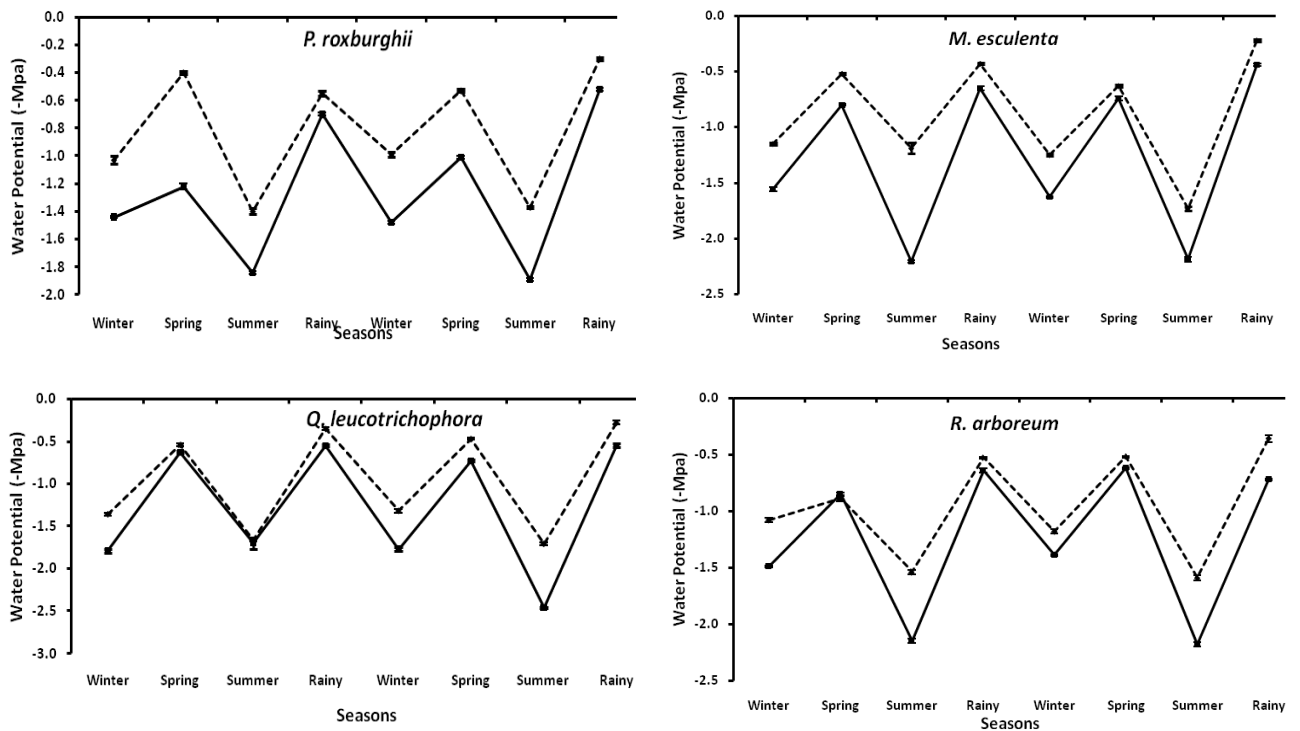 P. roxburghii
Water Potential (-Mpa)
0.0
-0.2
-0.4
-0.6
-0.8
-1.0
-1.2
-1.4
-1.6
-1.8
-2.0
Winter Spring Summer Rainy Winter Spring Summer Rainy
Seasons
M. esculenta
Water Potential (-Mpa)
0.0
-0.5
-1.0
-1.5
-2.0
-2.5
Winter Spring Summer Rainy Winter Spring Summer Rainy
Seasons
Q. leucotrichophora
Water Potential (-Mpa)
0.0
-0.5
-1.0
-1.5
-2.0
-2.5
-3.0
Winter Spring Summer Rainy Winter Spring Summer Rainy
Seasons
R. arboreum
Water Potential (-Mpa)
0.0
-0.5
-1.0
-1.5
-2.0
-2.5
Winter Spring Summer Rainy Winter Spring Summer Rainy
Seasons